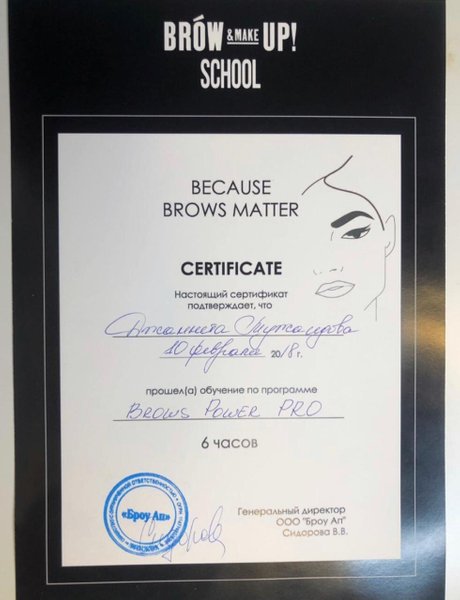 BRÓW & MAKE UP!
SCHOOL
BECAUSE
BROWS MATTER
CERTIFICATE
Настоящий сертификат
подтверждает, что
10 февраля 2018 г.
прошел(а) обучение по программе
BROWS POWER PRO
6 часов
«Броу Ап»
Генеральный директор
ООО "Броу Ап"
Сидорова В.В.